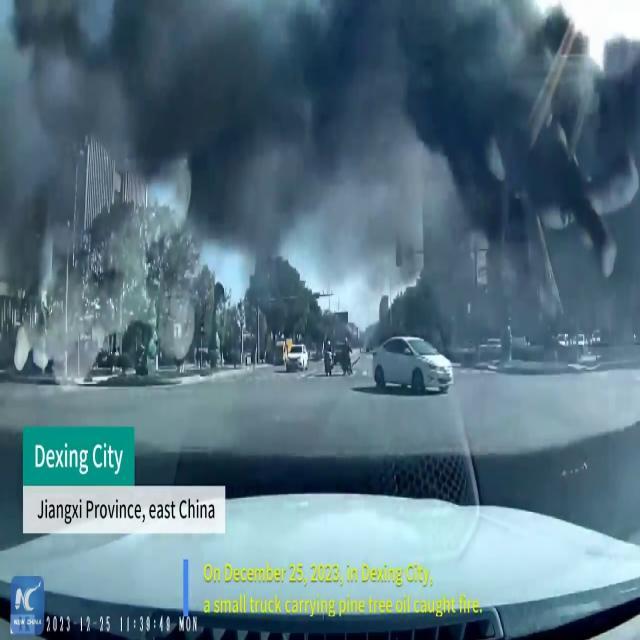 Dexing City
Jiangxi Province, east China
On December 25, 2023, in Dexing City,
a small truck carrying pine tree oil caught fire.
NEW CHINA
2023-12-25 11:39:48 MON